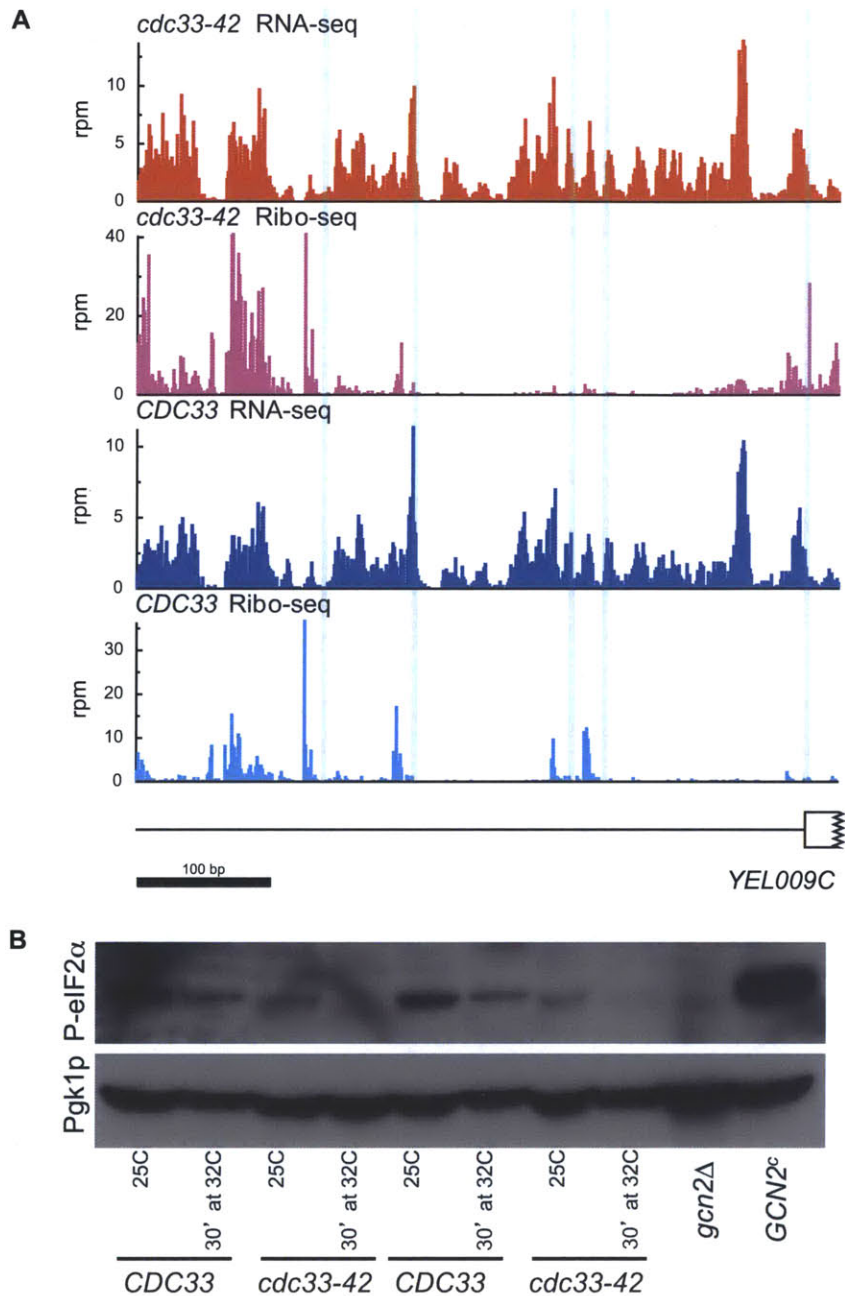 A
cdc33-42 RNA-seq
rpm
10
5
0
cdc33-42 Ribo-seq
rpm
40
20
0
CDC33 RNA-seq
rpm
10
5
0
CDC33 Ribo-seq
rpm
30
20
10
0
100 bp
YEL009C
B
P-eIF2α
Pgk1p
25C
30' at 32C
25C
30' at 32C
25C
30' at 32C
25C
30' at 32C
gcn2Δ
GCN2ᶜ
CDC33
cdc33-42
CDC33
cdc33-42